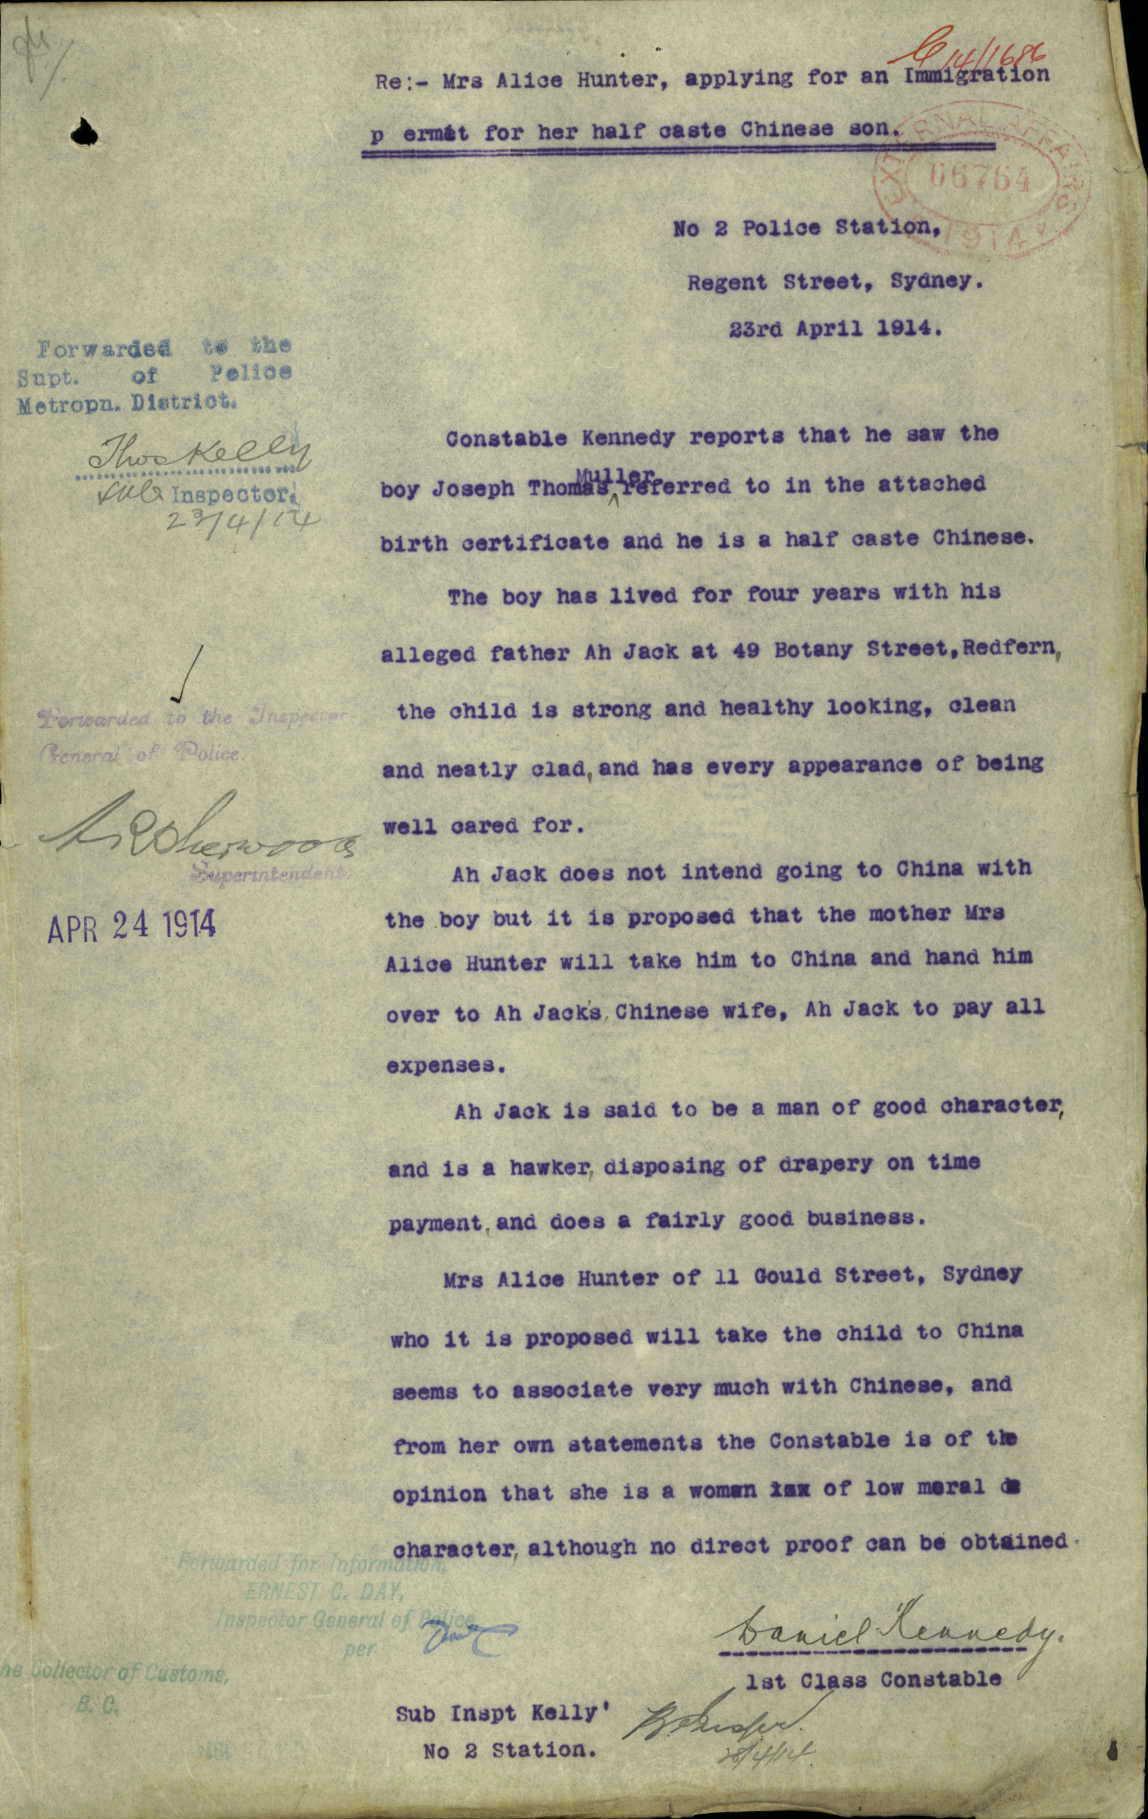 C 14/1686
Re:- Mrs Alice Hunter, applying for an Immigration
p ermit for her half caste Chinese son.
EXTERNAL AFFAIRS
06764
1914
No 2 Police Station,
Regent Street, Sydney.
23rd April 1914.
Forwarded to the
Supt. of Police
Metropn. District.
Thos Kelly
Sub Inspector.
23/4/14
Constable Kennedy reports that he saw the
Muller
boy Joseph Thomas ^ referred to in the attached
birth certificate and he is a half caste Chinese.
The boy has lived for four years with his
alleged father Ah Jack at 49 Botany Street, Redfern,
the child is strong and healthy looking, clean
and neatly clad, and has every appearance of being
well cared for.
Forwarded to the Inspector
General of Police.
Superintendent.
APR 24 1914
Ah Jack does not intend going to China with
the boy but it is proposed that the mother Mrs
Alice Hunter will take him to China and hand him
over to Ah Jack's Chinese wife, Ah Jack to pay all
expenses.
Ah Jack is said to be a man of good character,
and is a hawker, disposing of drapery on time
payment, and does a fairly good business.
Mrs Alice Hunter of 11 Gould Street, Sydney
who it is proposed will take the child to China
seems to associate very much with Chinese, and
from her own statements the Constable is of the
opinion that she is a woman of low moral
character, although no direct proof can be obtained.
Forwarded for Information,
ERNEST C. DAY,
Inspector General of Police
per
he Collector of Customs,
B. C.
Daniel Kennedy.
1st Class Constable
Sub Inspt Kelly'
No 2 Station.
28/4/14.